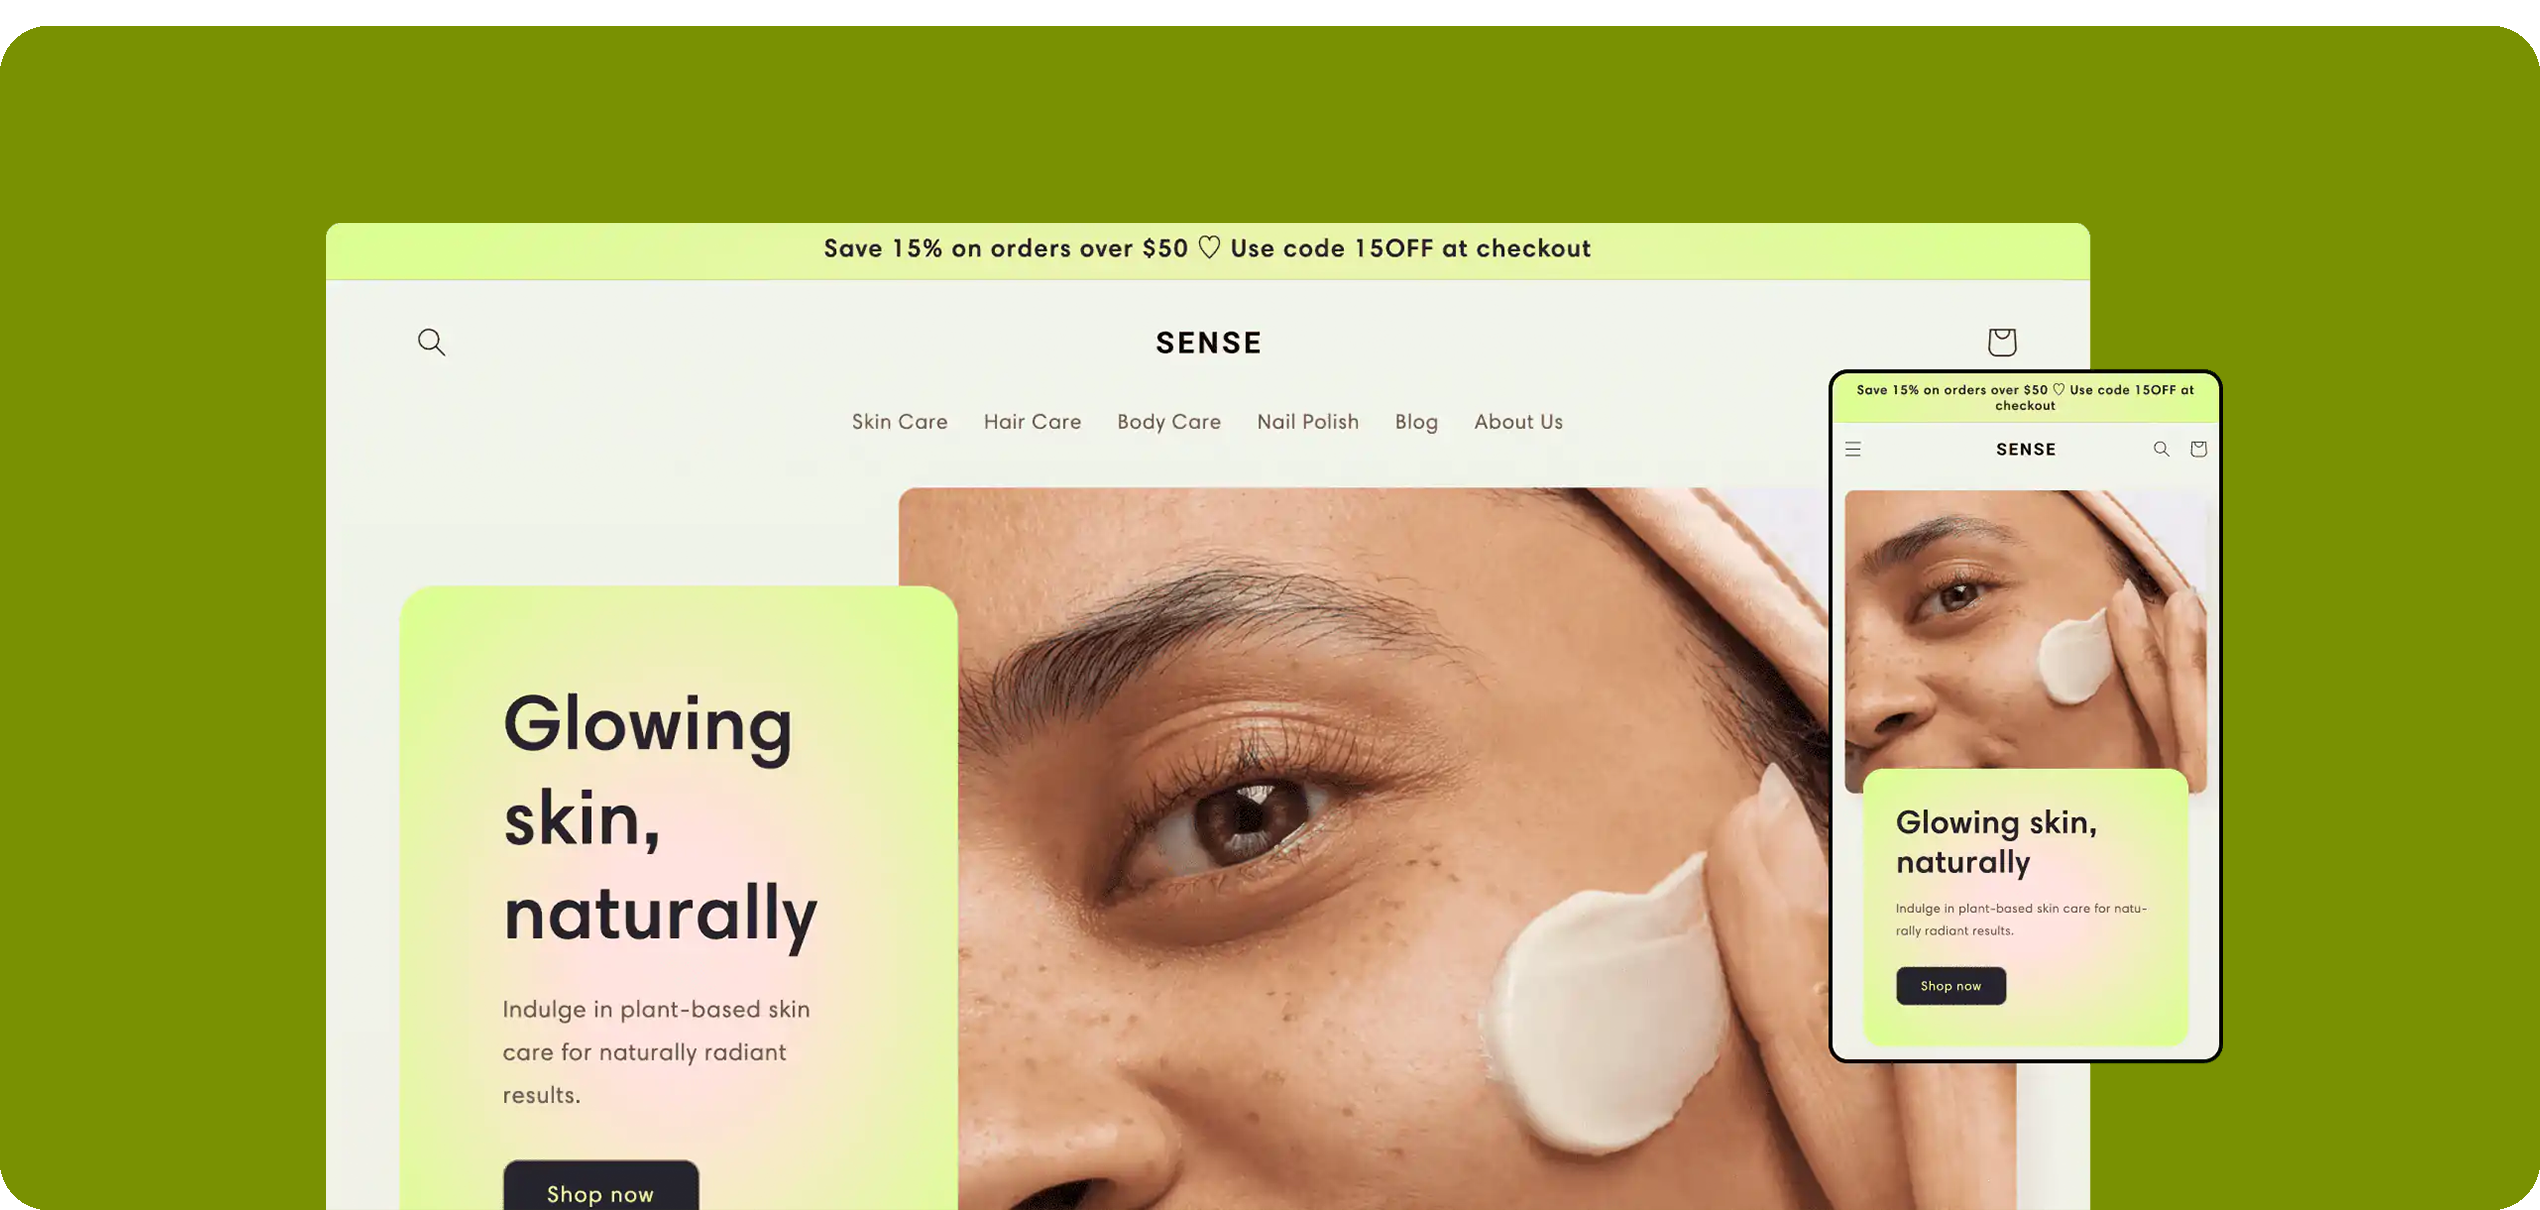 Save 15% on orders over $50 ♡ Use code 15OFF at checkout
SENSE
Skin Care Hair Care Body Care Nail Polish Blog About Us
Glowing
skin,
naturally
Indulge in plant-based skin
care for naturally radiant
results.
Shop now
Save 15% on orders over $50 ♡ Use code 15OFF at
checkout
SENSE
Glowing skin,
naturally
Indulge in plant-based skin care for natu-
rally radiant results.
Shop now